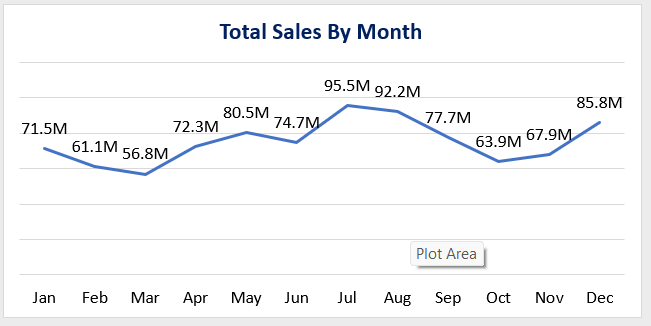 Total Sales By Month
71.5M
61.1M
56.8M
72.3M
80.5M
74.7M
95.5M
92.2M
77.7M
63.9M
67.9M
85.8M
Plot Area
Jan Feb Mar Apr May Jun Jul Aug Sep Oct Nov Dec